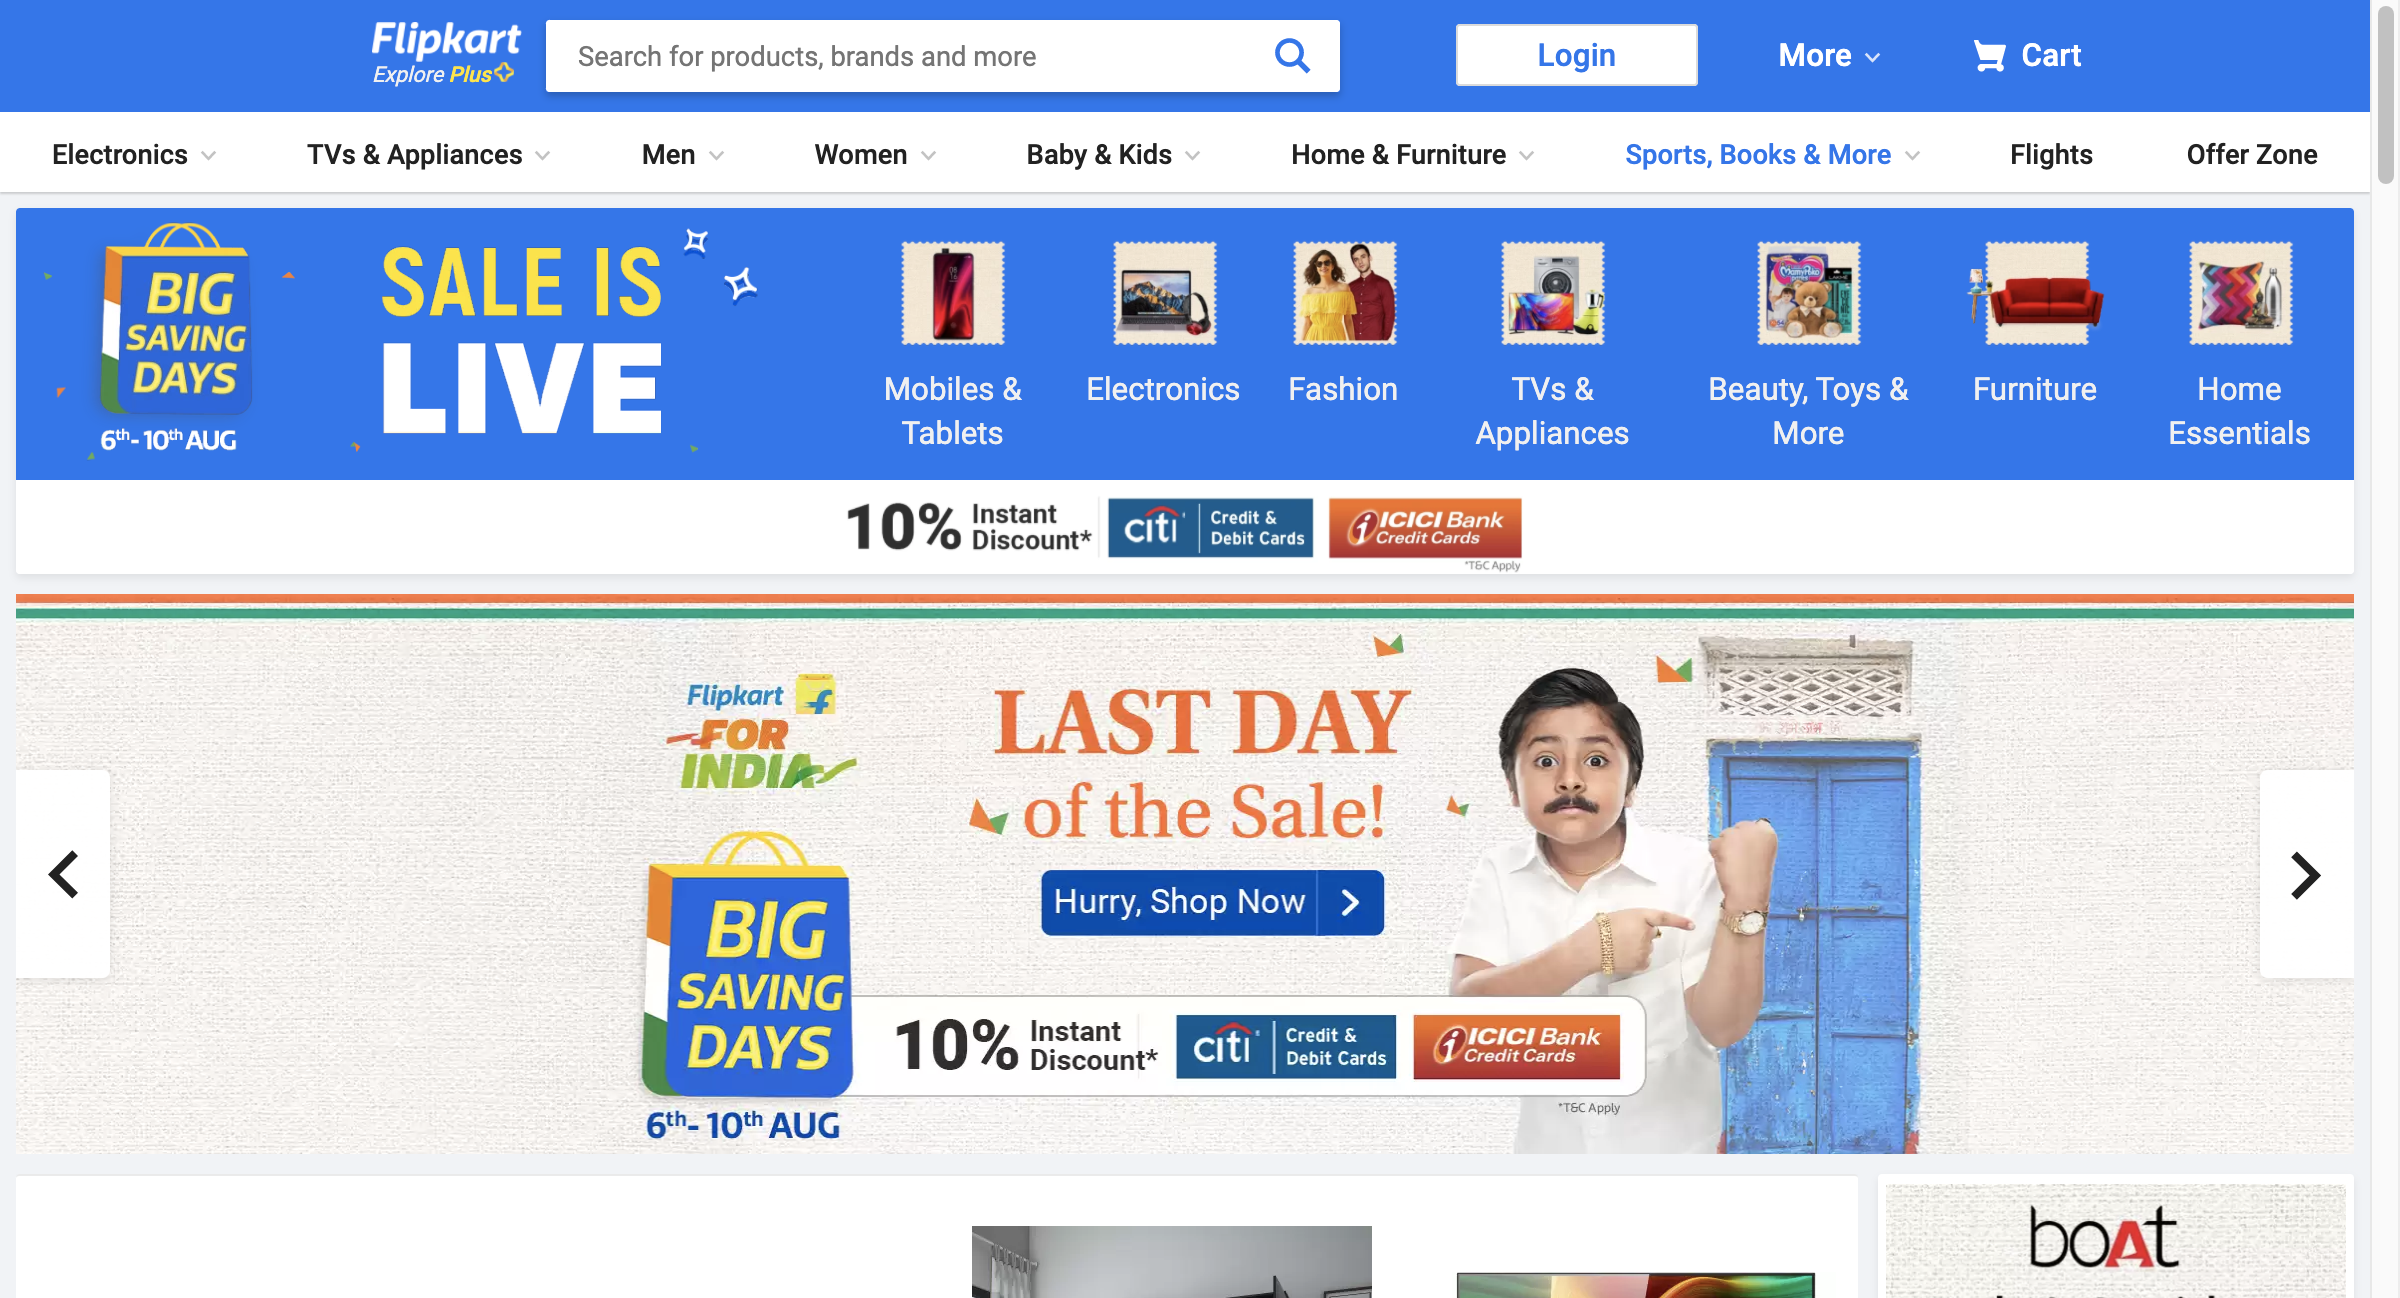 Flipkart
Explore Plus
Search for products, brands and more
Login
More
Cart
Electronics
TVs & Appliances
Men
Women
Baby & Kids
Home & Furniture
Sports, Books & More
Flights
Offer Zone
BIG
SAVING
DAYS
6th-10th AUG
SALE IS
LIVE
Mobiles &
Tablets
Electronics
Fashion
TVs &
Appliances
Beauty, Toys &
More
Furniture
Home
Essentials
10% Instant
Discount*
citi
Credit &
Debit Cards
ICICI Bank
Credit Cards
*T&C Apply
Flipkart
FOR
INDIA
LAST DAY
of the Sale!
Hurry, Shop Now
BIG
SAVING
DAYS
6th-10th AUG
10% Instant
Discount*
citi
Credit &
Debit Cards
ICICI Bank
Credit Cards
*T&C Apply
boAt